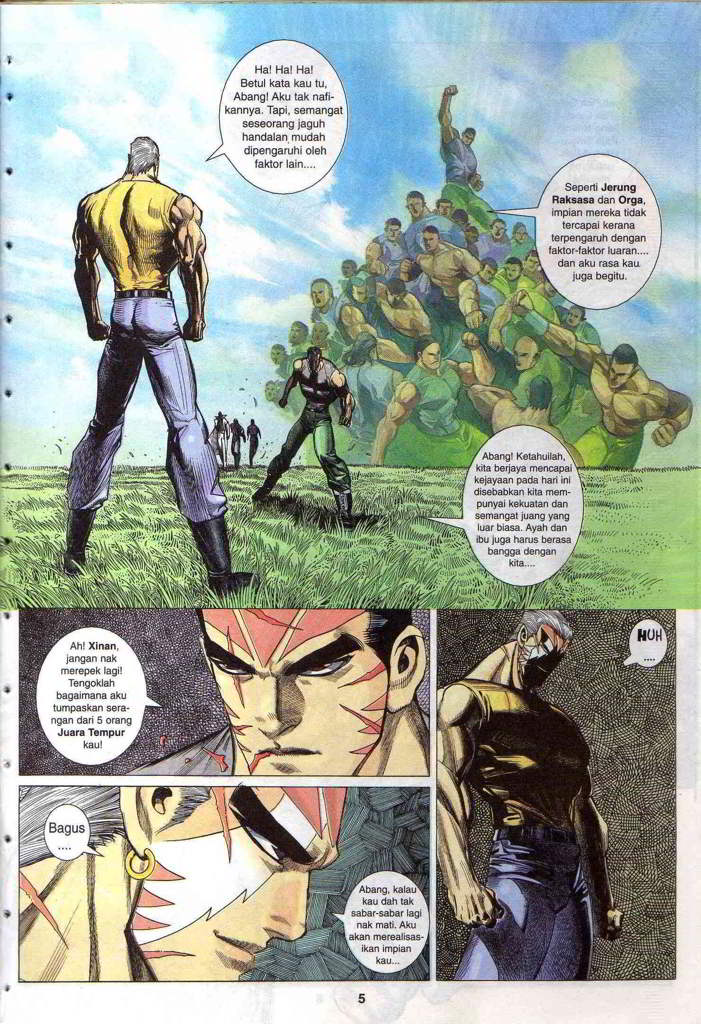 Ha! Ha! Ha!
Betul kata kau tu,
Abang! Aku tak nafi-
kannya. Tapi, semangat
seseorang jaguh
handalan mudah
dipengaruhi oleh
faktor lain....
Seperti Jerung
Raksasa dan Orga,
impian mereka tidak
tercapai kerana
terpengaruh dengan
faktor-faktor luaran....
dan aku rasa kau
juga begitu.
Abang! Ketahuilah,
kita berjaya mencapai
kejayaan pada hari ini
disebabkan kita mem-
punyai kekuatan dan
semangat juang yang
luar biasa. Ayah dan
ibu juga harus berasa
bangga dengan
kita....
Ah! Xinan,
jangan nak
merepek lagi!
Tengoklah
bagaimana aku
tumpaskan sera-
ngan dari 5 orang
Juara Tempur
kau!
HUH
....
Bagus
....
Abang, kalau
kau dah tak
sabar-sabar lagi
nak mati. Aku
akan merealisas-
ikan impian
kau...
5